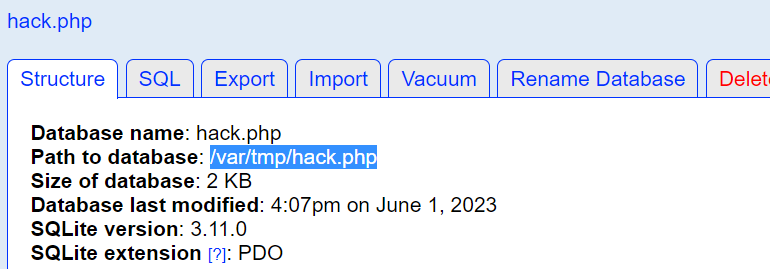 hack.php
Structure SQL Export Import Vacuum Rename Database Delet
Database name: hack.php
Path to database: /var/tmp/hack.php
Size of database: 2 KB
Database last modified: 4:07pm on June 1, 2023
SQLite version: 3.11.0
SQLite extension [?]: PDO